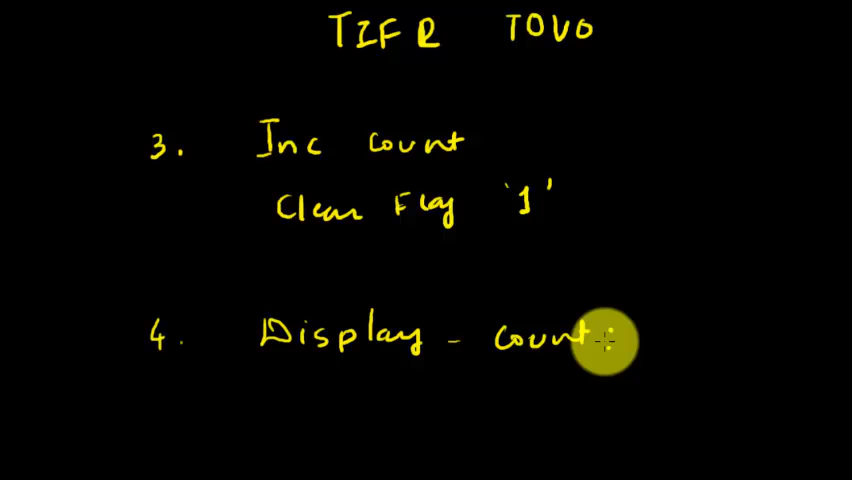 TIFR TOV0
3. Inc count
Clear Flag '1'
4. Display - count :